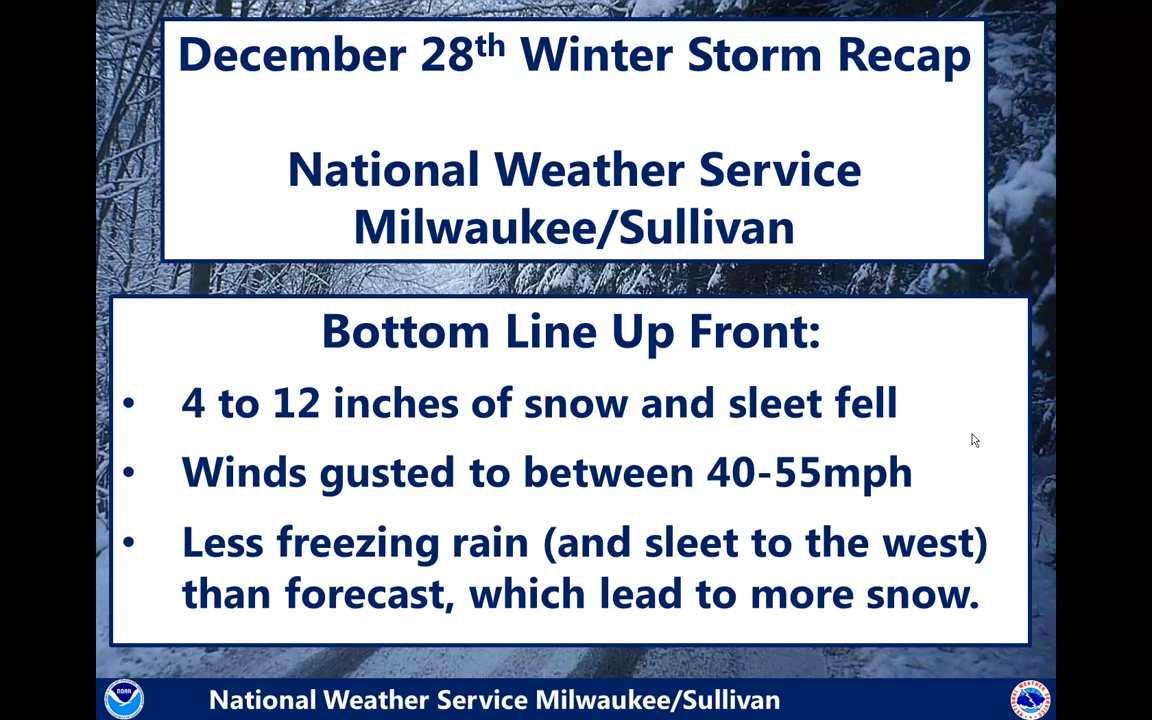 December 28th Winter Storm Recap
National Weather Service
Milwaukee/Sullivan
Bottom Line Up Front:
• 4 to 12 inches of snow and sleet fell
• Winds gusted to between 40-55mph
• Less freezing rain (and sleet to the west)
than forecast, which lead to more snow.
NOAA
National Weather Service Milwaukee/Sullivan